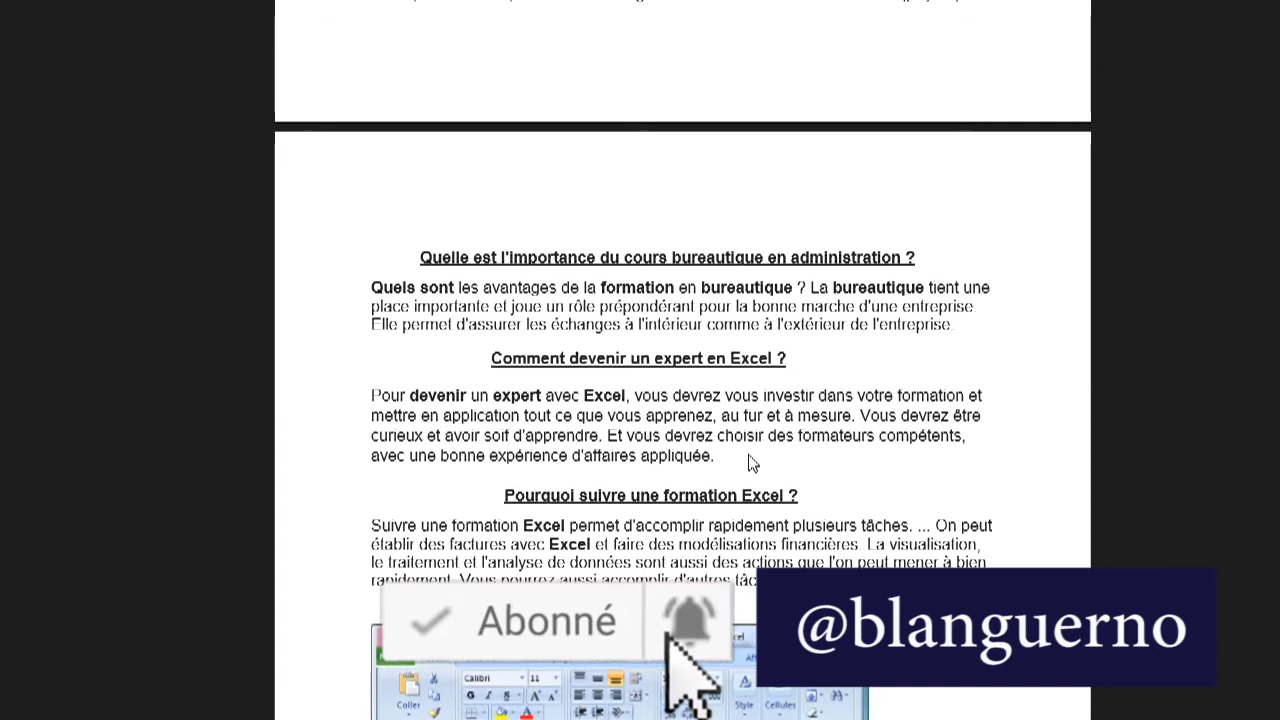 Quelle est l'importance du cours bureautique en administration ?
Quels sont les avantages de la formation en bureautique ? La bureautique tient une
place importante et joue un rôle prépondérant pour la bonne marche d'une entreprise.
Elle permet d'assurer les échanges à l'intérieur comme à l'extérieur de l'entreprise.
Comment devenir un expert en Excel ?
Pour devenir un expert avec Excel, vous devrez vous investir dans votre formation et
mettre en application tout ce que vous apprenez, au fur et à mesure. Vous devrez être
curieux et avoir soif d'apprendre. Et vous devrez choisir des formateurs compétents,
avec une bonne expérience d'affaires appliquée.
Pourquoi suivre une formation Excel ?
Suivre une formation Excel permet d'accomplir rapidement plusieurs tâches. ... On peut
établir des factures avec Excel et faire des modélisations financières. La visualisation,
le traitement et l'analyse de données sont aussi des actions que l'on peut mener à bien
rapidement. Vous pourrez aussi accomplir d'autres
Abonné
@blanguerno
Calibri 11
G I S A A
Coller
Style Cellules